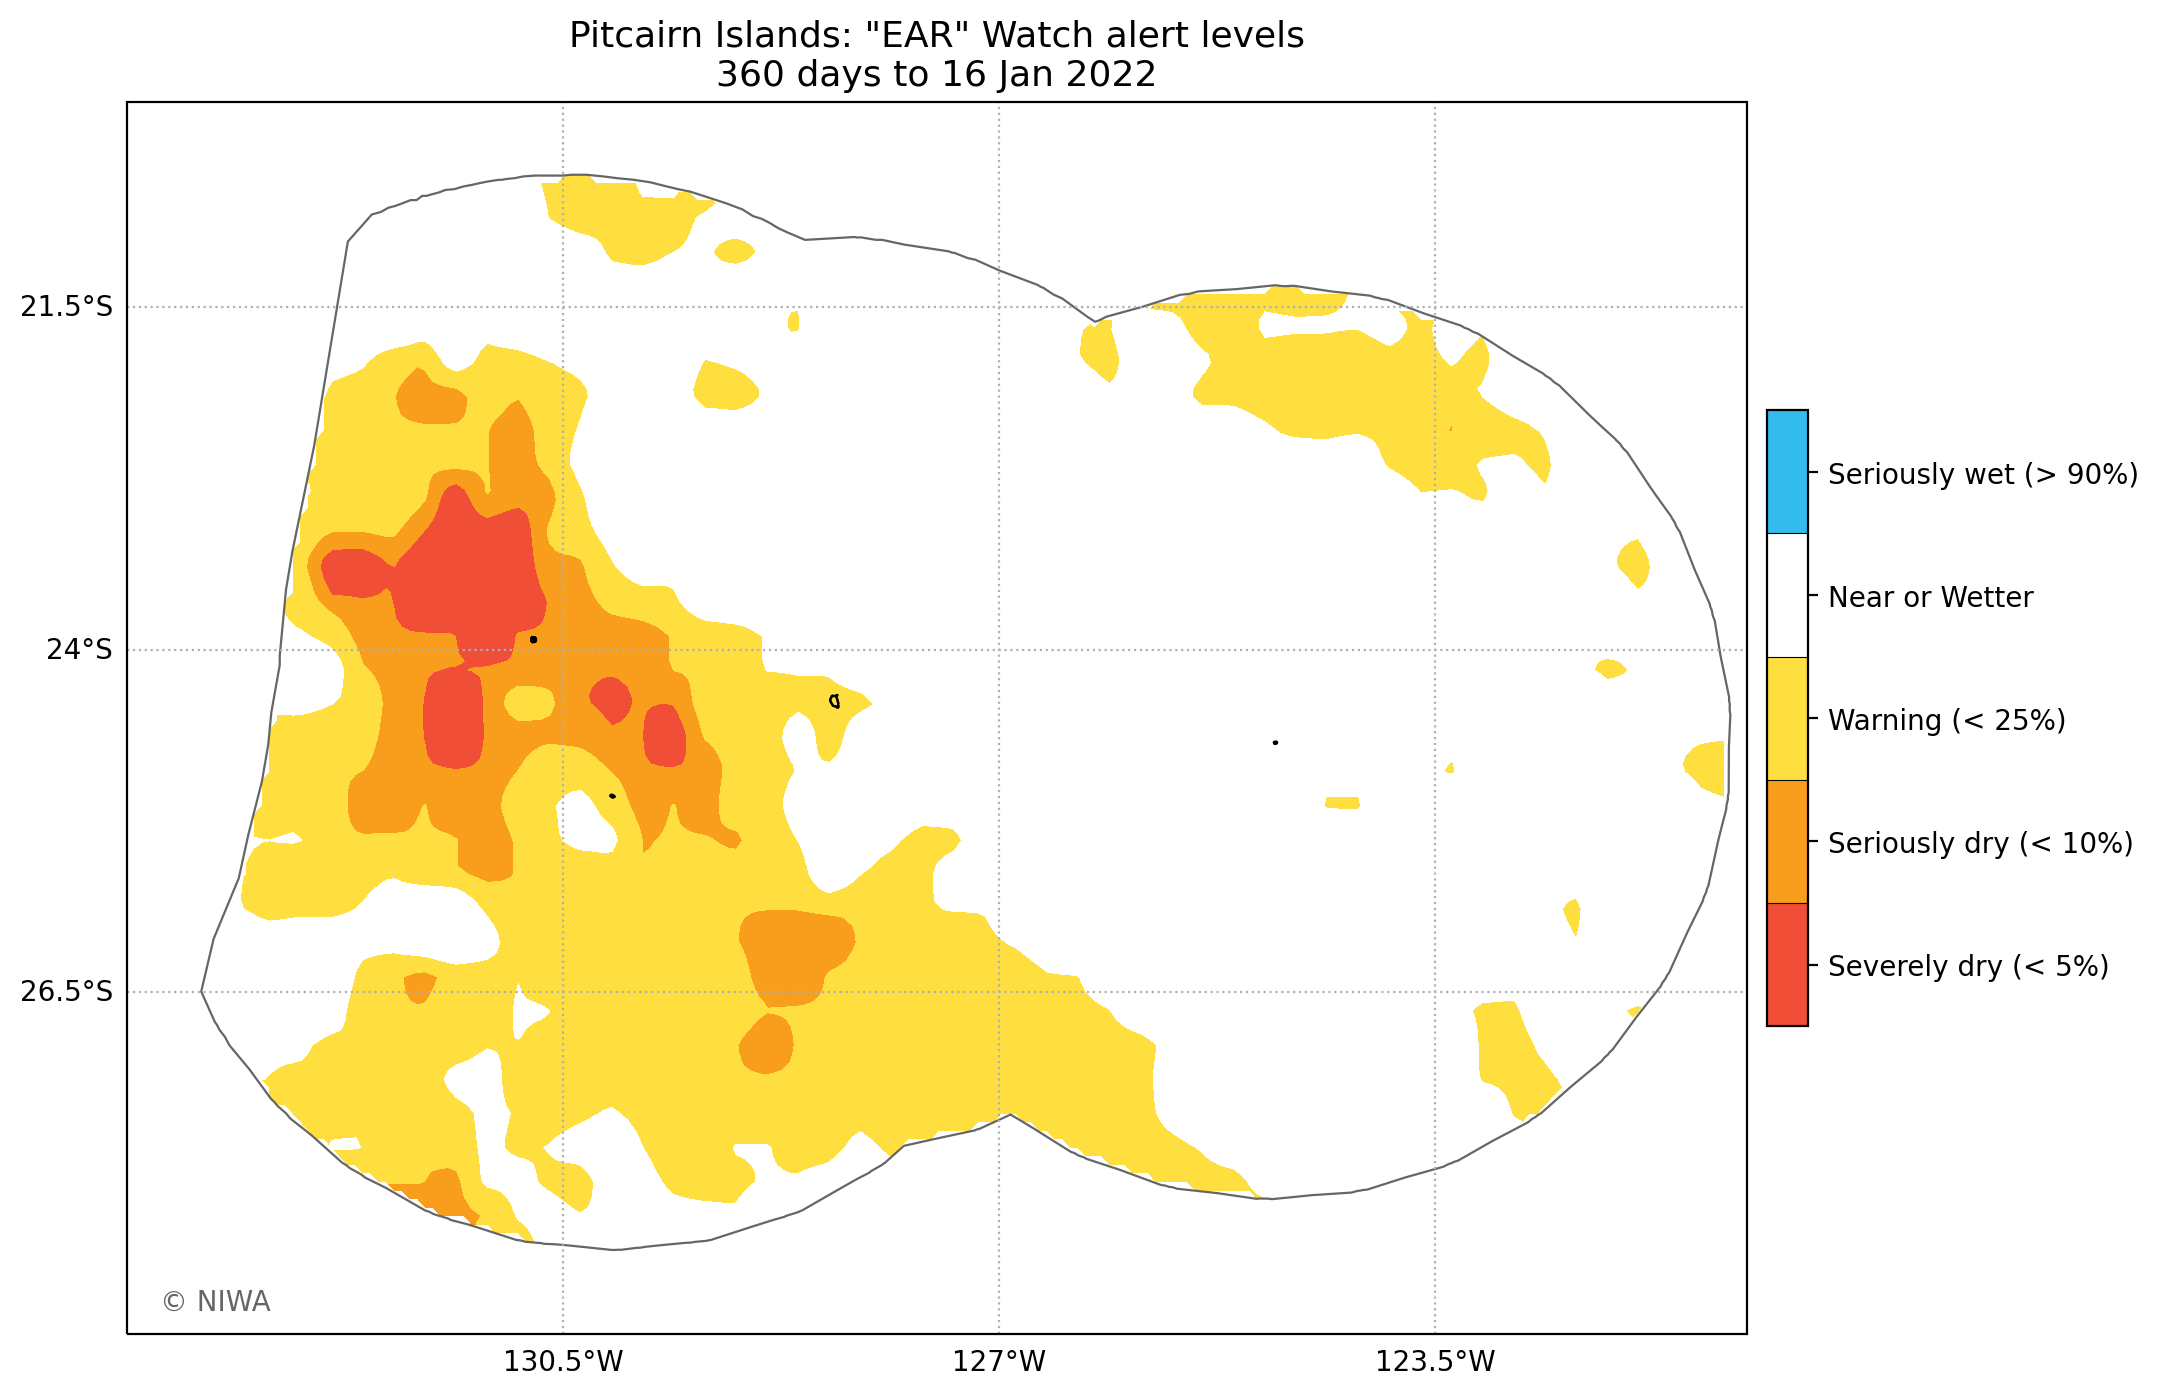 Pitcairn Islands: "EAR" Watch alert levels
360 days to 16 Jan 2022
21.5°S
24°S
26.5°S
130.5°W
127°W
123.5°W
Seriously wet (> 90%)
Near or Wetter
Warning (< 25%)
Seriously dry (< 10%)
Severely dry (< 5%)
© NIWA